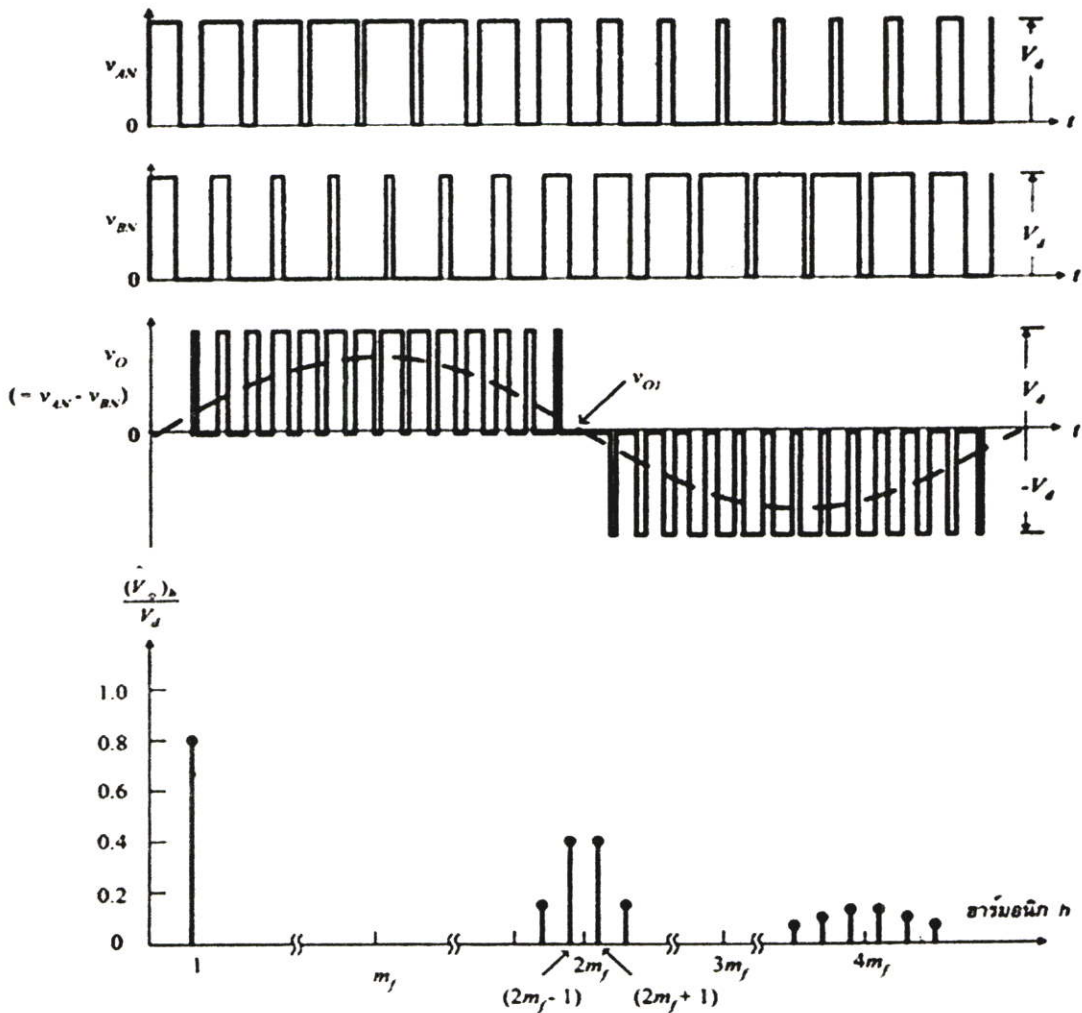 v_AN
0
V_d
t
v_BN
0
V_d
t
v_O
(= v_AN - v_BN)
0
v_O1
V_d
t
-V_d
(V̂_o)_h
V_d
1.0
0.8
0.6
0.4
0.2
0
ฮาร์มอนิก h
1
m_f
2m_f
3m_f
4m_f
(2m_f - 1)
(2m_f + 1)